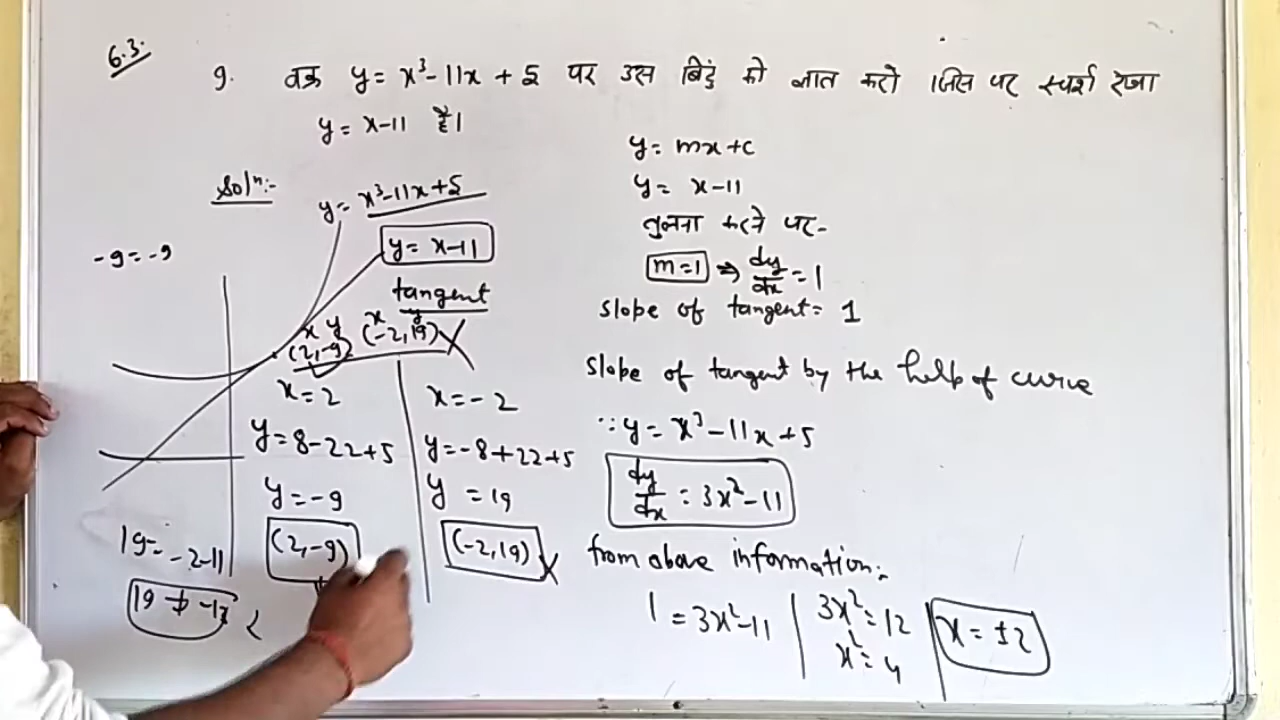 6.3.
9. वक्र y = x³-11x + 5 पर उस बिंदु को ज्ञात करो जिस पर स्पर्श रेखा
y = x-11 है।
Solⁿ:-
y = x³-11x+5
y = x-11
tangent
-9=-9
x y
(2,-9)
x y
(-2,19) X
x=2
y=8-22+5
y=-9
(2,-9)
x=-2
y=-8+22+5
y = 19
(-2,19) X
19=-2-11
19 ≠ -13
y= mx+c
y= x-11
तुलना करने पर-
m=1 ⇒ dy/dx = 1
slope of tangent= 1
slope of tangent by the help of curve
∵ y= x³-11x+5
dy/dx = 3x²-11
from above information:-
1 = 3x²-11
3x²=12
x²=4
x= ±2